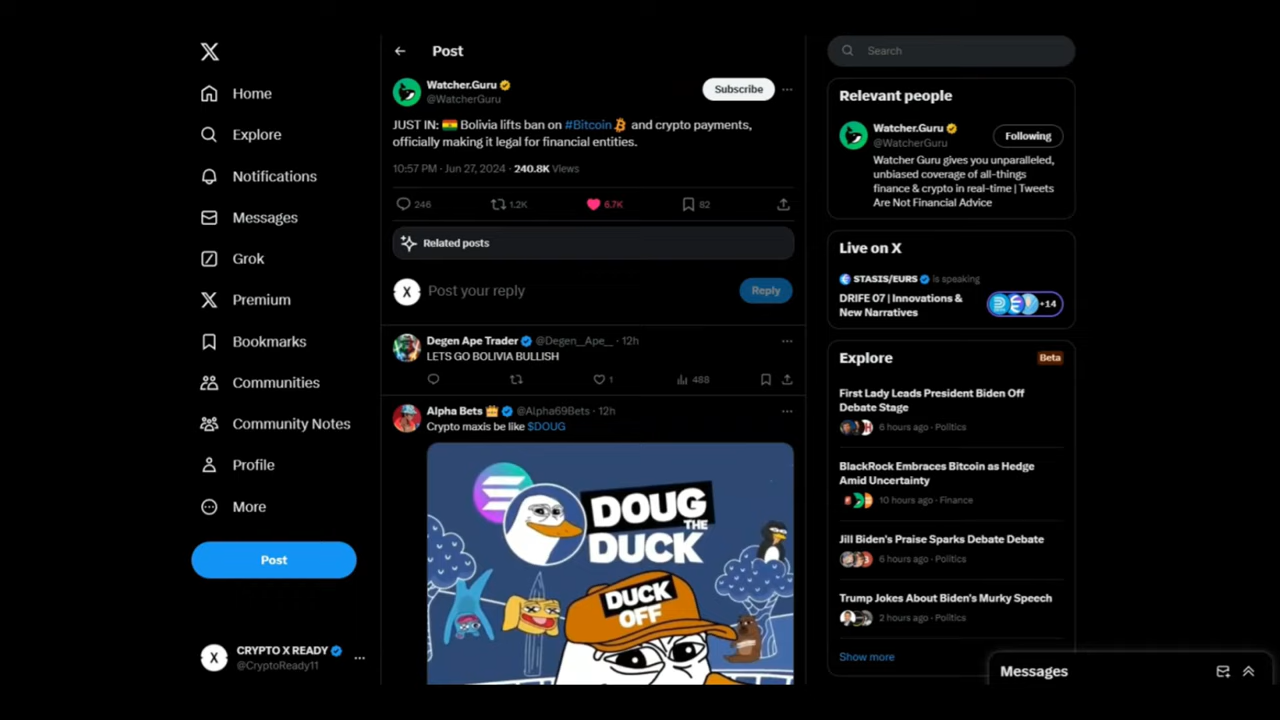 Home
Explore
Notifications
Messages
Grok
Premium
Bookmarks
Communities
Community Notes
Profile
More
Post
CRYPTO X READY
@CryptoReady11
Post
Watcher.Guru
@WatcherGuru
Subscribe
JUST IN: 🇧🇴 Bolivia lifts ban on #Bitcoin and crypto payments,
officially making it legal for financial entities.
10:57 PM · Jun 27, 2024 · 240.8K Views
246 1.2K 6.7K 82
Related posts
X Post your reply
Reply
Degen Ape Trader @Degen__Ape__ · 12h
LETS GO BOLIVIA BULLISH
1 488
Alpha Bets 👑 @Alpha69Bets · 12h
Crypto maxis be like $DOUG
DOUG
THE
DUCK
DUCK
OFF
Search
Relevant people
Watcher.Guru
@WatcherGuru
Following
Watcher Guru gives you unparalleled,
unbiased coverage of all-things
finance & crypto in real-time | Tweets
Are Not Financial Advice
Live on X
STASIS/EURS is speaking
DRIFE 07 | Innovations &
New Narratives
+14
Explore
Beta
First Lady Leads President Biden Off
Debate Stage
6 hours ago · Politics
BlackRock Embraces Bitcoin as Hedge
Amid Uncertainty
10 hours ago · Finance
Jill Biden's Praise Sparks Debate Debate
6 hours ago · Politics
Trump Jokes About Biden's Murky Speech
2 hours ago · Politics
Show more
Messages